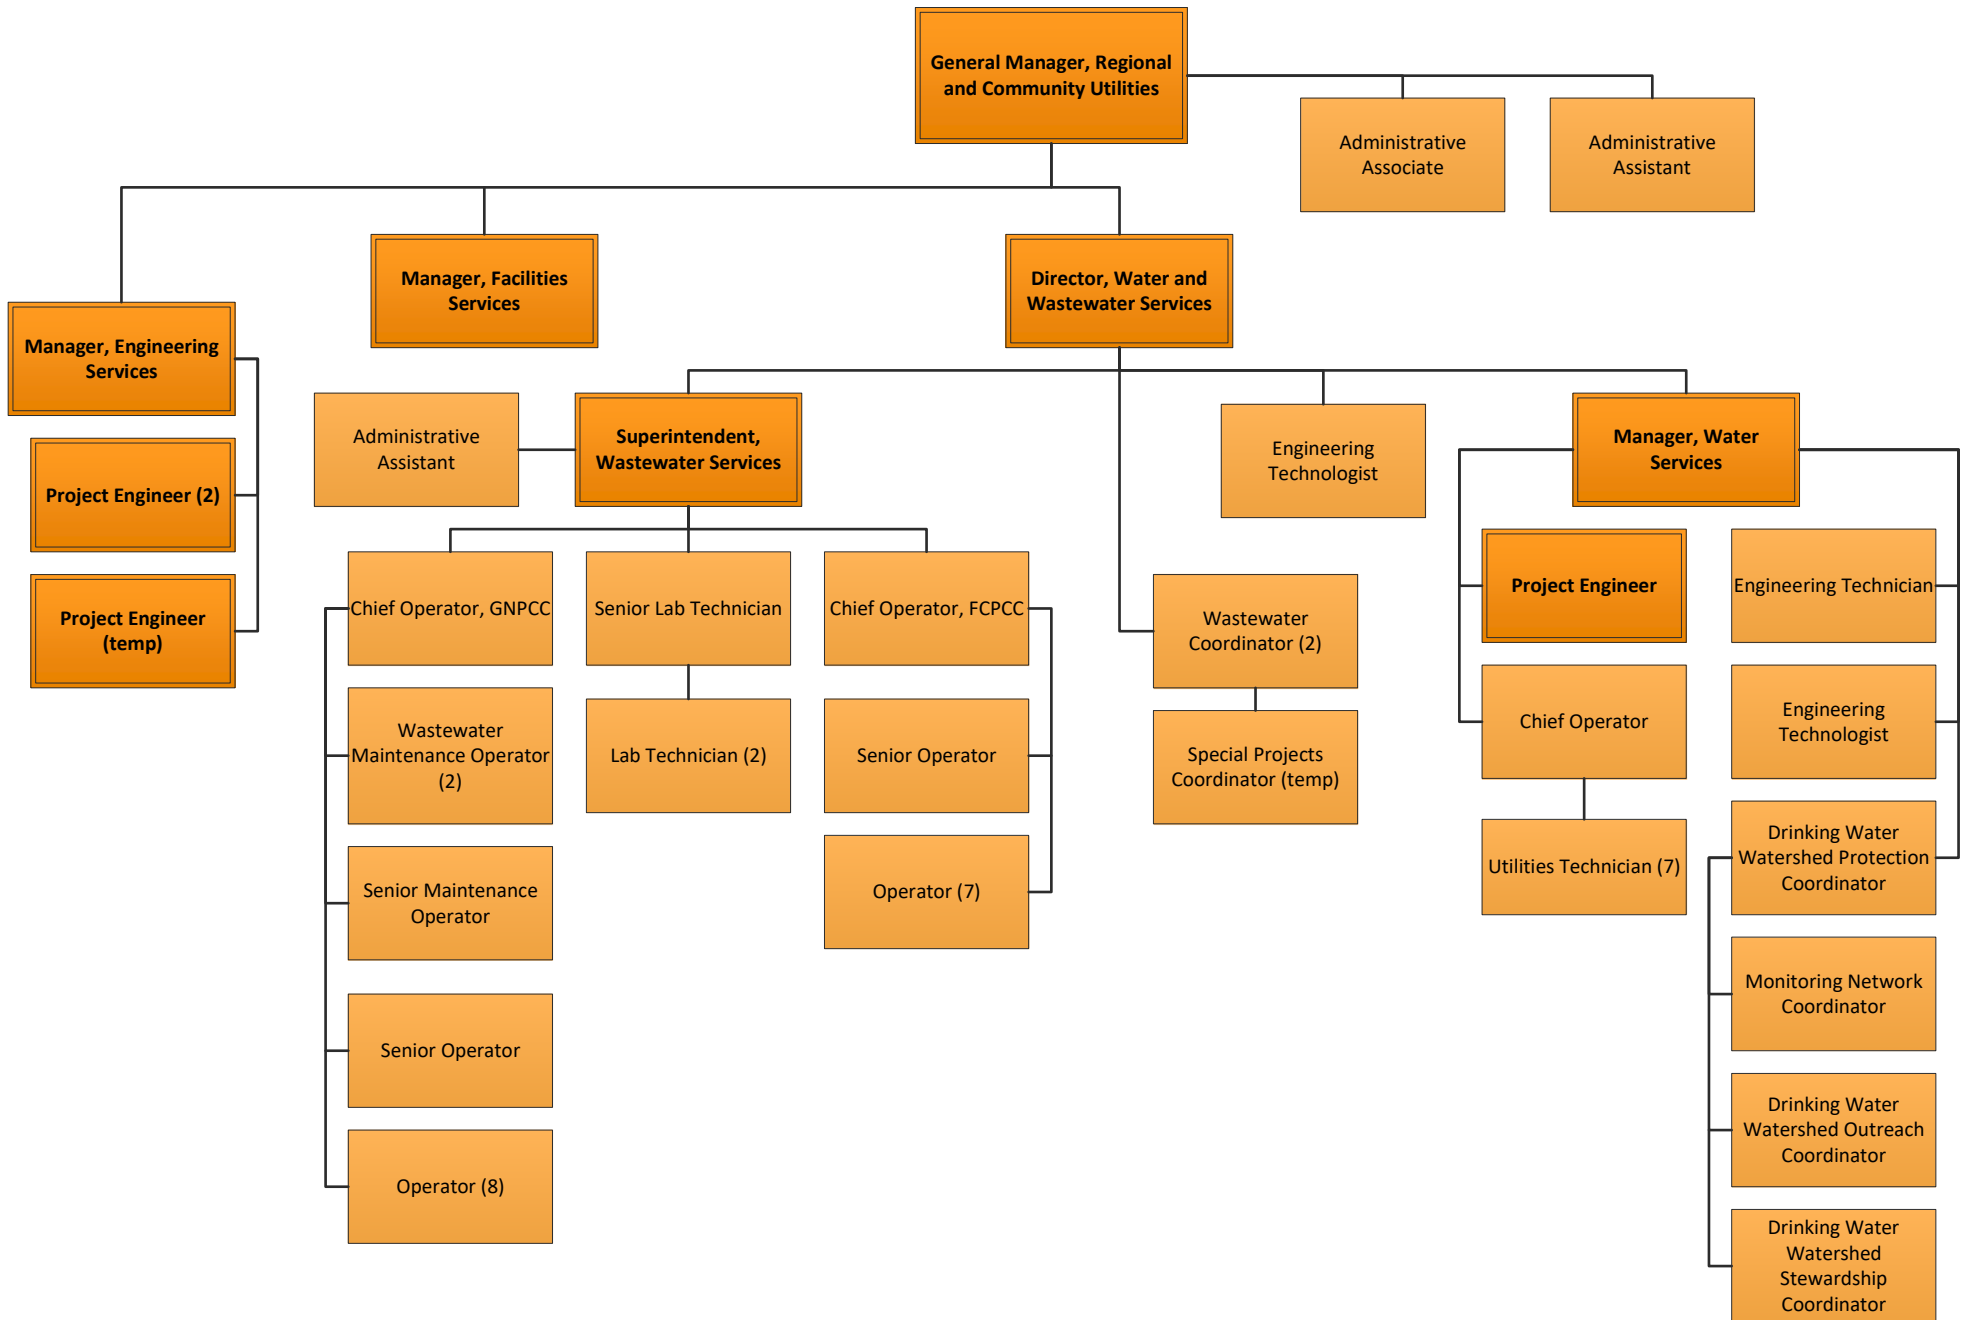 General Manager, Regional
and Community Utilities
Administrative
Associate
Administrative
Assistant
Manager, Facilities
Services
Director, Water and
Wastewater Services
Manager, Engineering
Services
Administrative
Assistant
Superintendent,
Wastewater Services
Engineering
Technologist
Manager, Water
Services
Project Engineer (2)
Project Engineer
(temp)
Chief Operator, GNPCC
Senior Lab Technician
Chief Operator, FCPCC
Wastewater
Coordinator (2)
Project Engineer
Engineering Technician
Wastewater
Maintenance Operator
(2)
Lab Technician (2)
Senior Operator
Special Projects
Coordinator (temp)
Chief Operator
Engineering
Technologist
Senior Maintenance
Operator
Operator (7)
Utilities Technician (7)
Drinking Water
Watershed Protection
Coordinator
Senior Operator
Monitoring Network
Coordinator
Operator (8)
Drinking Water
Watershed Outreach
Coordinator
Drinking Water
Watershed
Stewardship
Coordinator